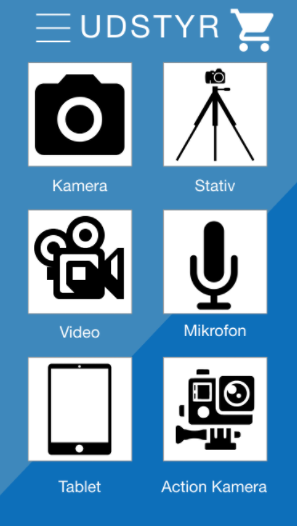 UDSTYR
Kamera
Stativ
Video
Mikrofon
Tablet
Action Kamera